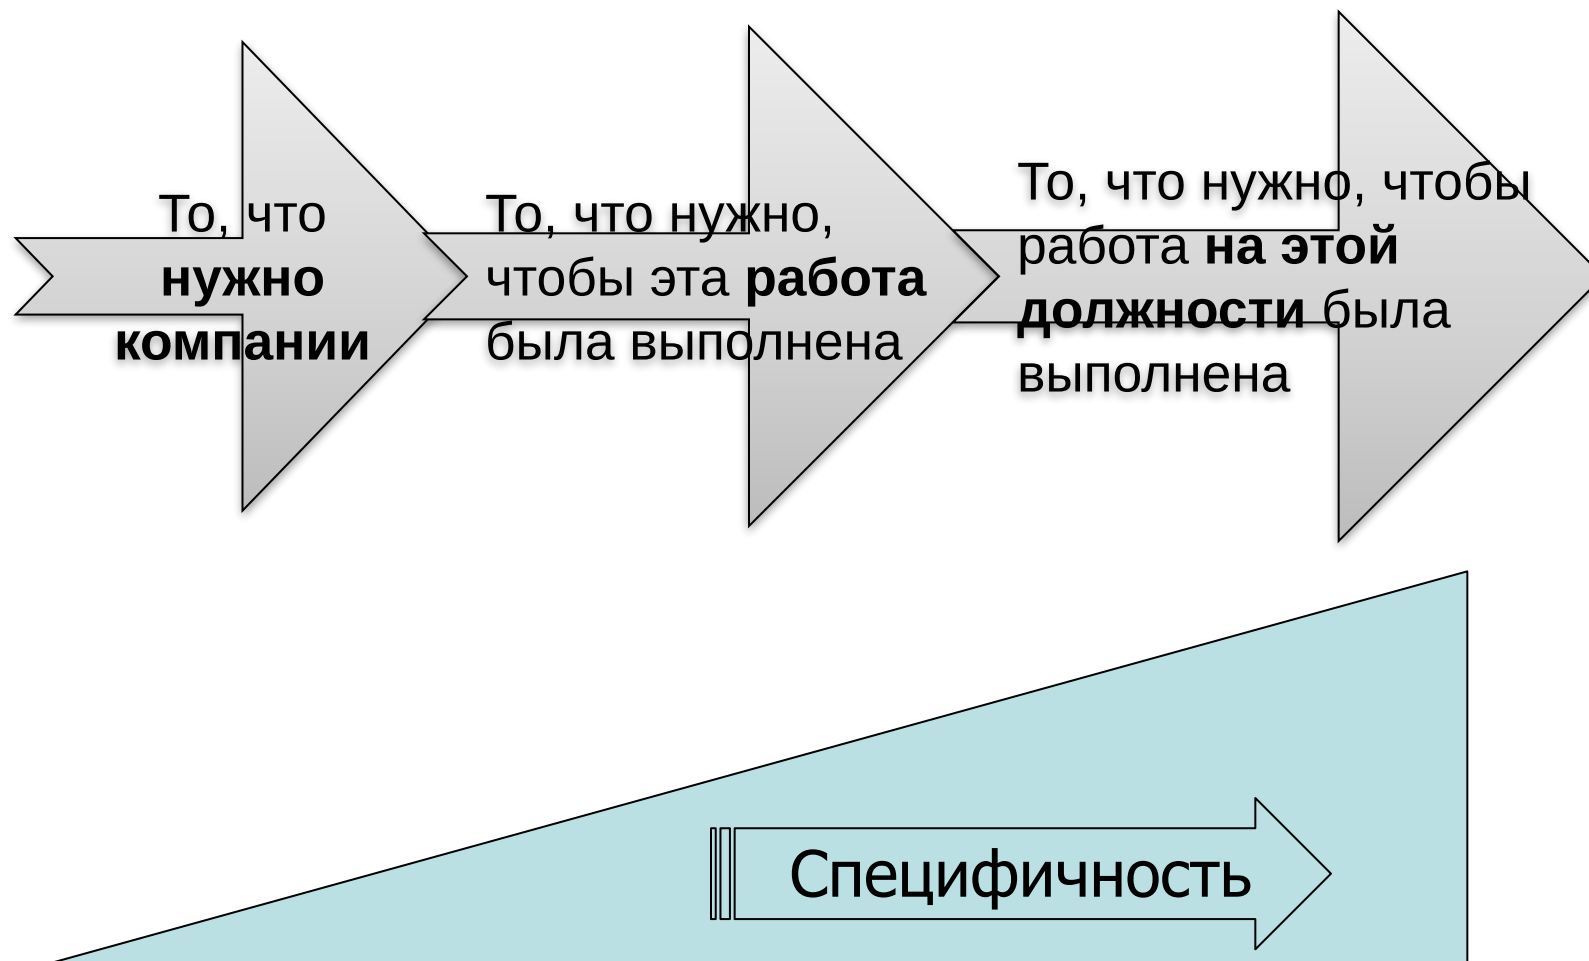 То, что
нужно
компании
То, что нужно,
чтобы эта работа
была выполнена
То, что нужно, чтобы
работа на этой
должности была
выполнена
Специфичность